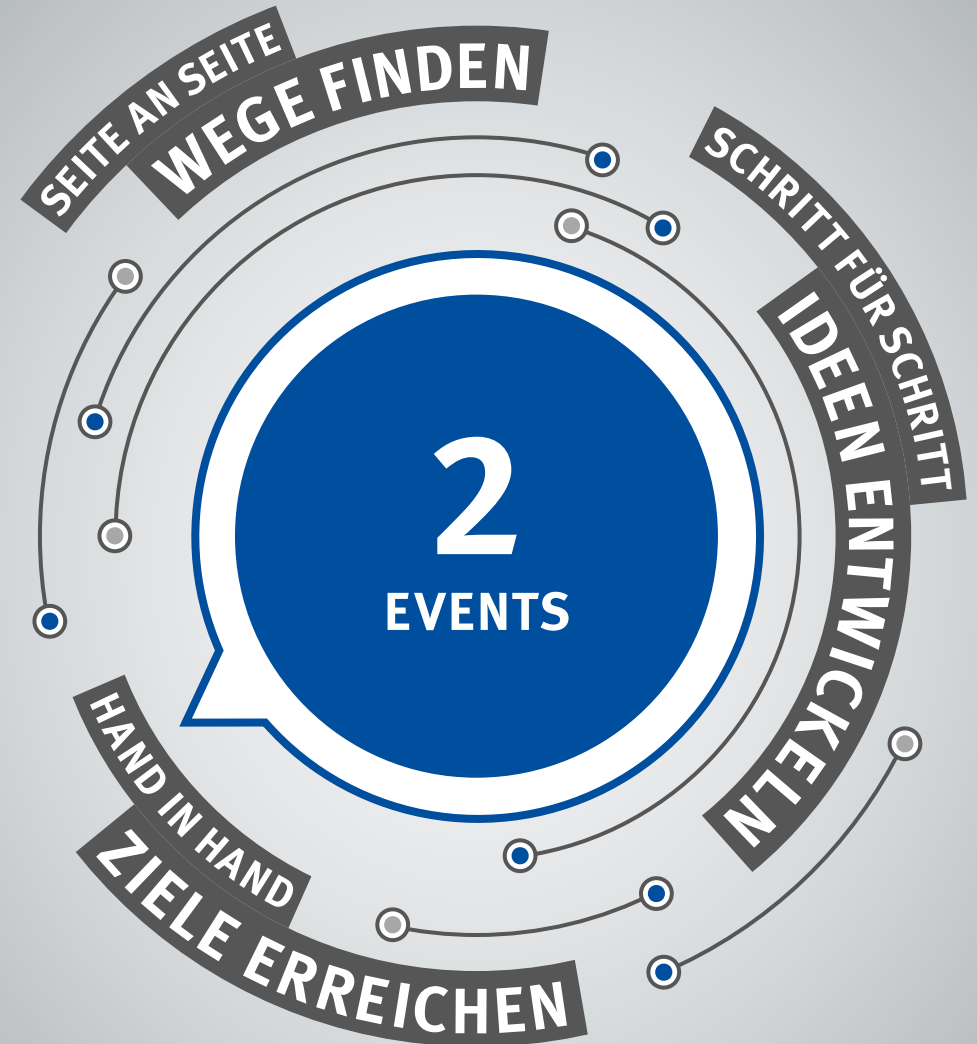 SEITE AN SEITE
WEGE FINDEN
SCHRITT FÜR SCHRITT
IDEEN ENTWICKELN
2
EVENTS
HAND IN HAND
ZIELE ERREICHEN